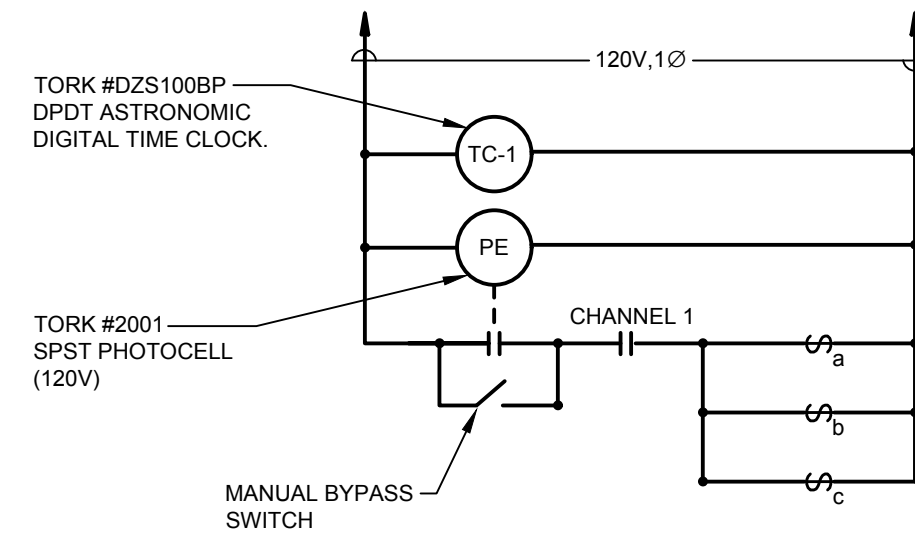 120V,1Ø
TORK #DZS100BP
DPDT ASTRONOMIC
DIGITAL TIME CLOCK.
TC-1
PE
TORK #2001
SPST PHOTOCELL
(120V)
CHANNEL 1
a
b
c
MANUAL BYPASS
SWITCH